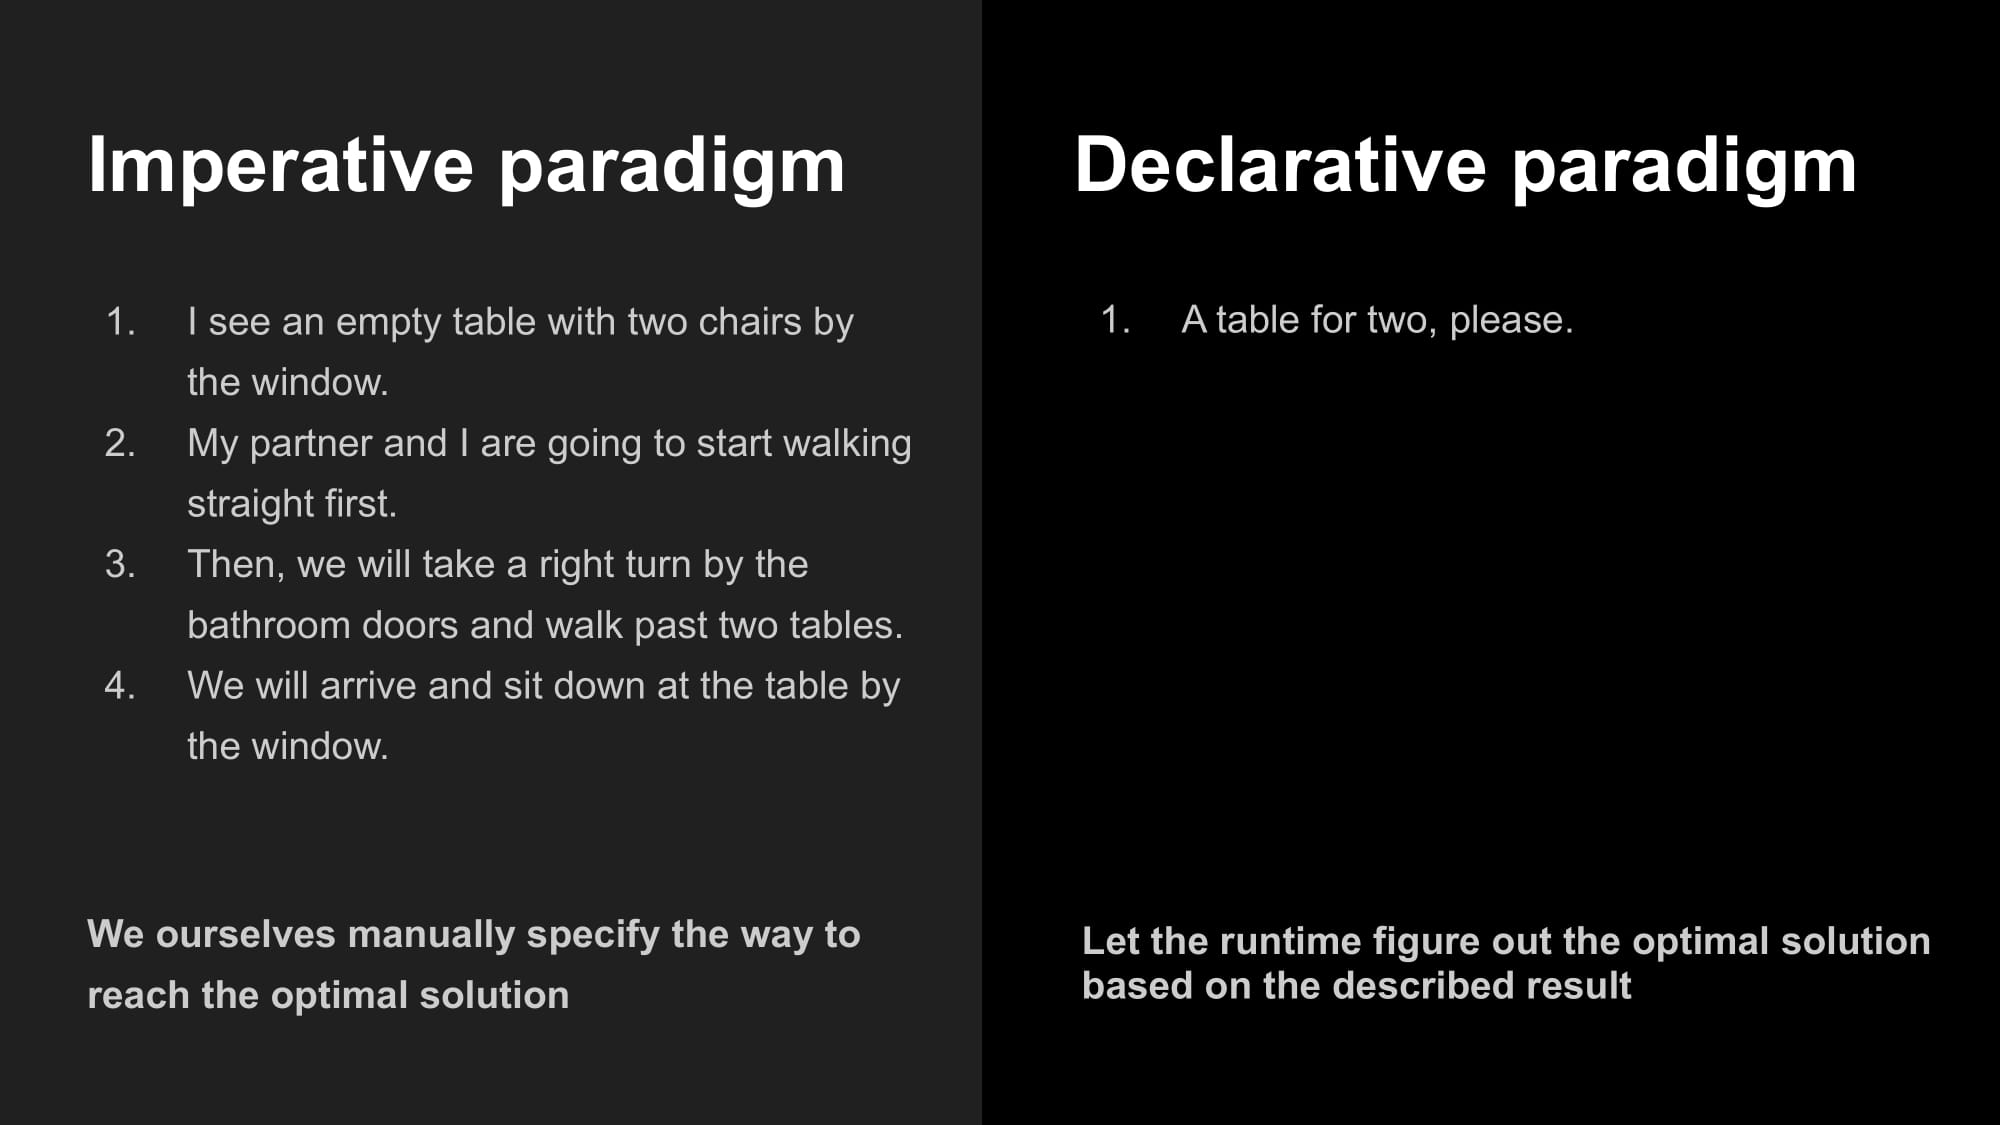 Imperative paradigm
1. I see an empty table with two chairs by
the window.
2. My partner and I are going to start walking
straight first.
3. Then, we will take a right turn by the
bathroom doors and walk past two tables.
4. We will arrive and sit down at the table by
the window.
We ourselves manually specify the way to
reach the optimal solution
Declarative paradigm
1. A table for two, please.
Let the runtime figure out the optimal solution
based on the described result